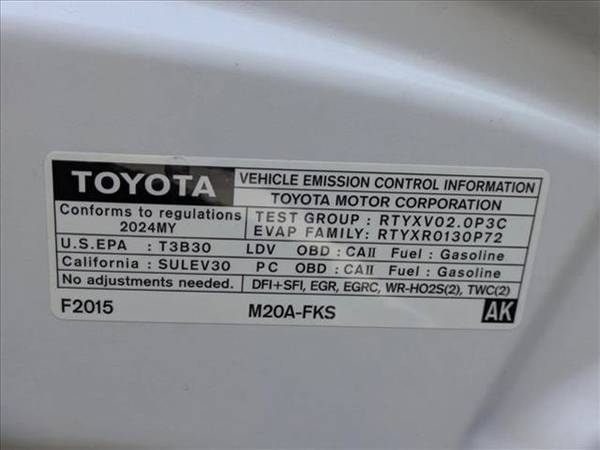 TOYOTA
VEHICLE EMISSION CONTROL INFORMATION
TOYOTA MOTOR CORPORATION
Conforms to regulations
2024MY
TEST GROUP : RTYXV02.0P3C
EVAP FAMILY: RTYXR0130P72
U.S.EPA : T3B30 LDV OBD : CAII Fuel : Gasoline
California : SULEV30 PC OBD : CAII Fuel : Gasoline
No adjustments needed. DFI+SFI, EGR, EGRC, WR-HO2S(2), TWC(2)
F2015 M20A-FKS AK